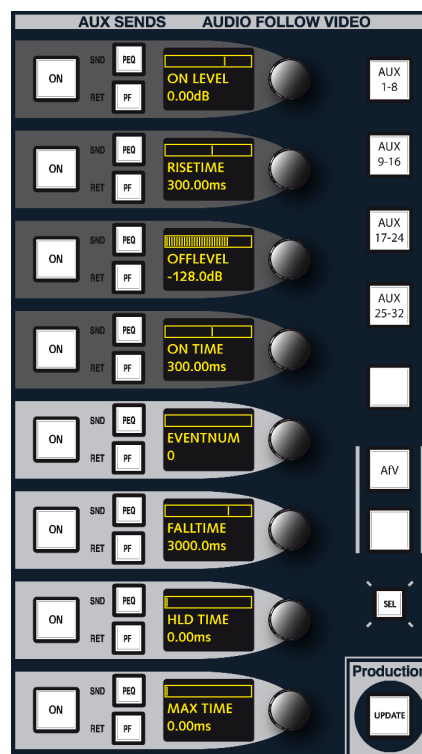 AUX SENDS AUDIO FOLLOW VIDEO
ON SND PEQ RET PF ON LEVEL 0.00dB
AUX 1-8
ON SND PEQ RET PF RISETIME 300.00ms
AUX 9-16
ON SND PEQ RET PF OFFLEVEL -128.0dB
AUX 17-24
ON SND PEQ RET PF ON TIME 300.00ms
AUX 25-32
ON SND PEQ RET PF EVENTNUM 0
AfV
ON SND PEQ RET PF FALLTIME 3000.0ms
ON SND PEQ RET PF HLD TIME 0.00ms
SEL
ON SND PEQ RET PF MAX TIME 0.00ms
Production
UPDATE